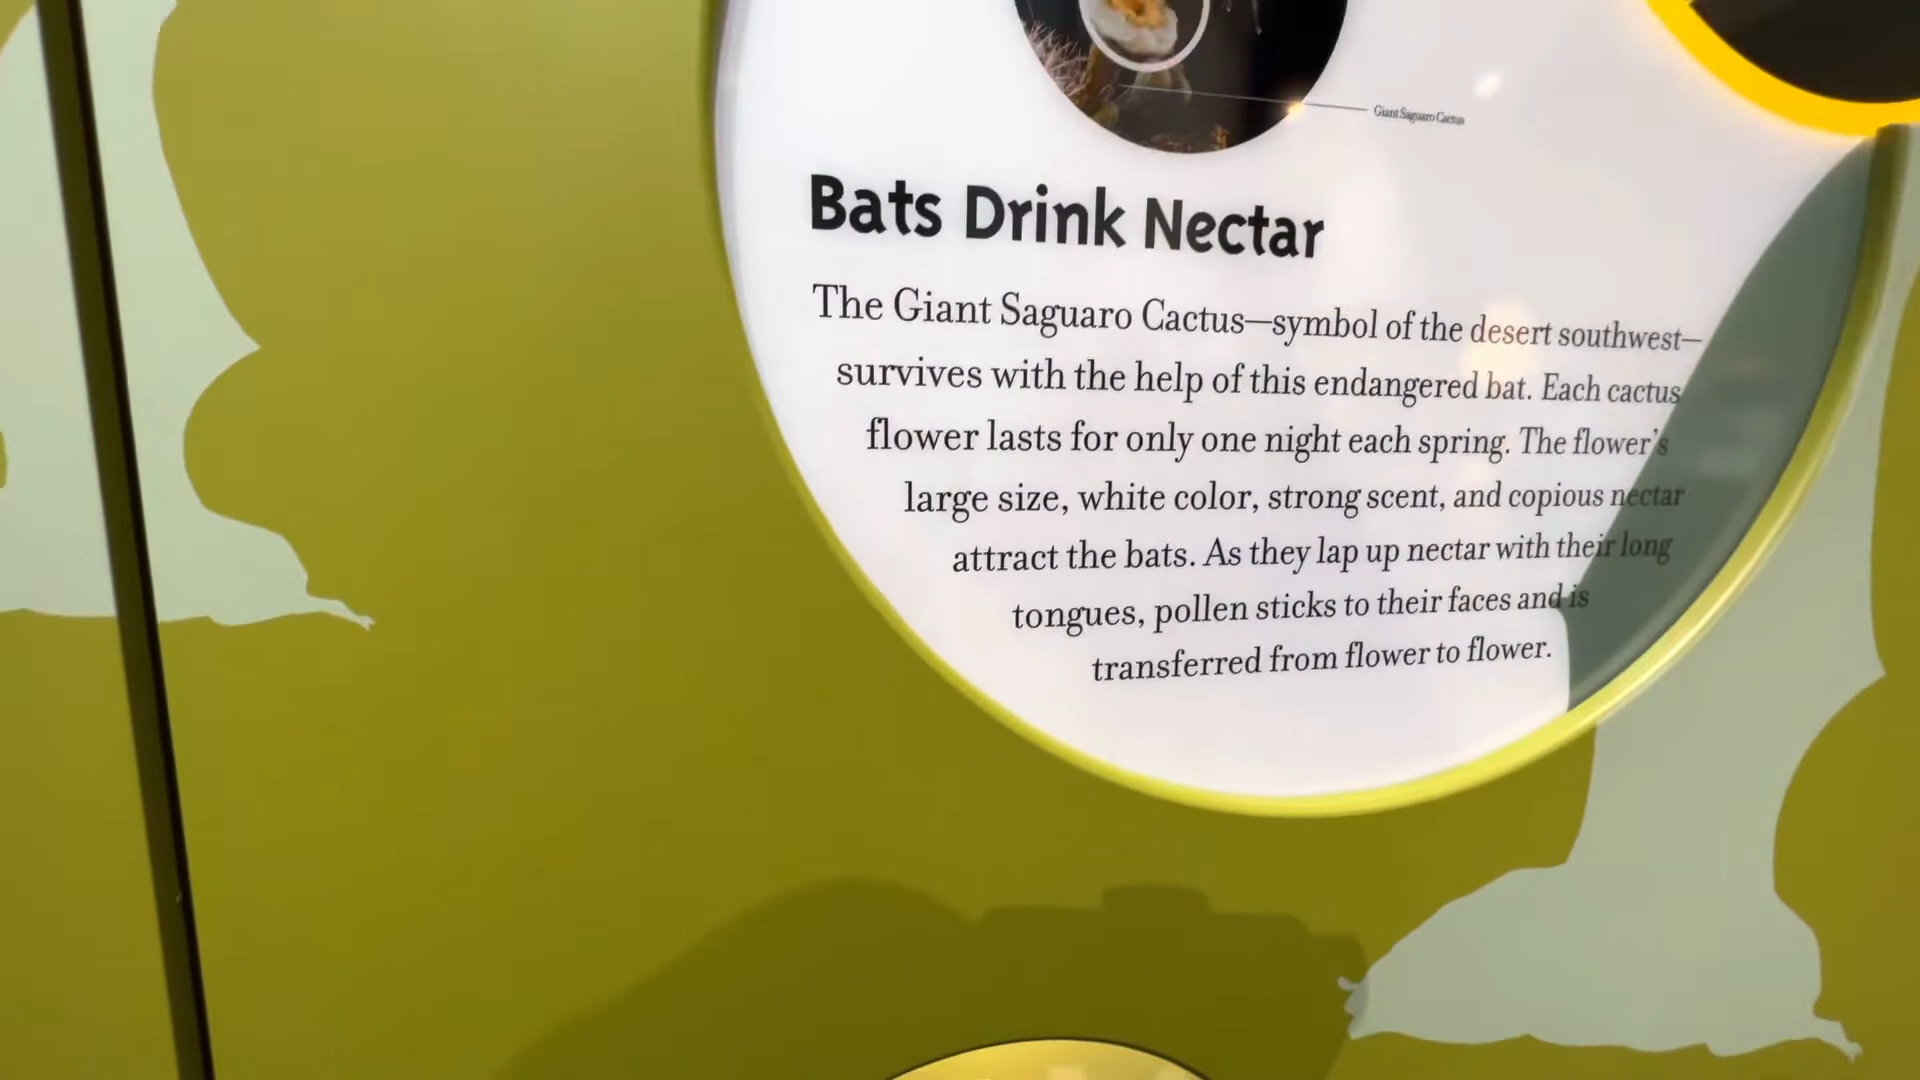 Giant Saguaro Cactus
Bats Drink Nectar
The Giant Saguaro Cactus—symbol of the desert southwest—
survives with the help of this endangered bat. Each cactus
flower lasts for only one night each spring. The flower's
large size, white color, strong scent, and copious nectar
attract the bats. As they lap up nectar with their long
tongues, pollen sticks to their faces and is
transferred from flower to flower.